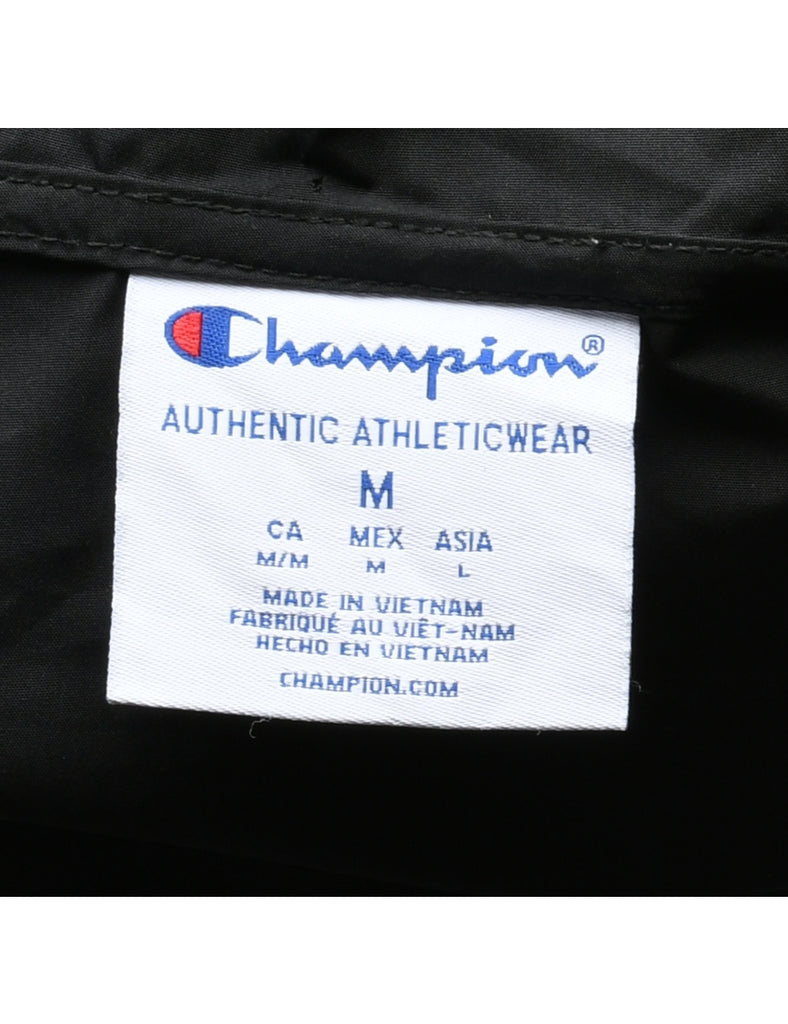 Champion®
AUTHENTIC ATHLETICWEAR
M
CA MEX ASIA
M/M M L
MADE IN VIETNAM
FABRIQUÉ AU VIÊT-NAM
HECHO EN VIETNAM
CHAMPION.COM